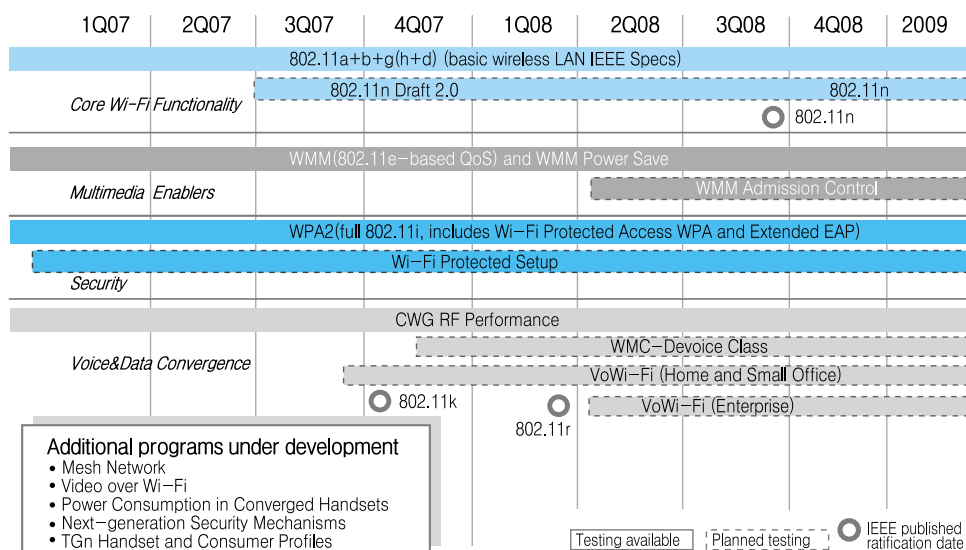 1Q07 2Q07 3Q07 4Q07 1Q08 2Q08 3Q08 4Q08 2009
802.11a+b+g(h+d) (basic wireless LAN IEEE Specs)
802.11n Draft 2.0 802.11n
Core Wi-Fi Functionality
802.11n
WMM(802.11e-based QoS) and WMM Power Save
WMM Admission Control
Multimedia Enablers
WPA2(full 802.11i, includes Wi-Fi Protected Access WPA and Extended EAP)
Wi-Fi Protected Setup
Security
CWG RF Performance
WMC-Devoice Class
Voice&Data Convergence
VoWi-Fi (Home and Small Office)
802.11k
VoWi-Fi (Enterprise)
802.11r
Additional programs under development
• Mesh Network
• Video over Wi-Fi
• Power Consumption in Converged Handsets
• Next-generation Security Mechanisms
• TGn Handset and Consumer Profiles
Testing available
Planned testing
IEEE published
ratification date